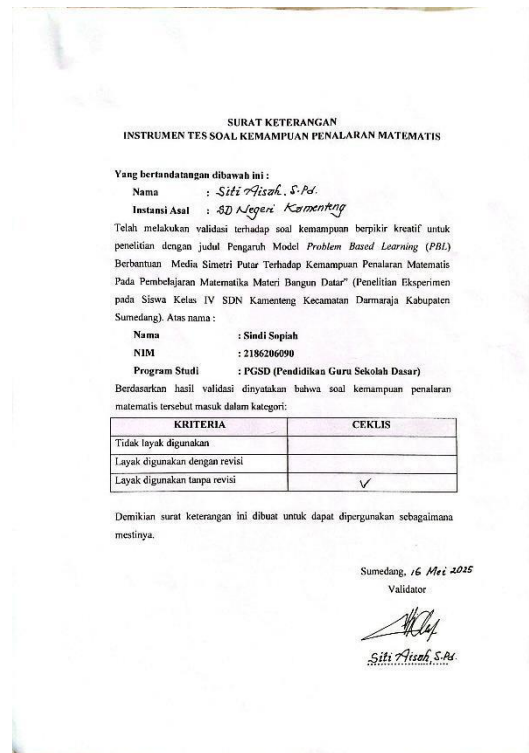 SURAT KETERANGAN
INSTRUMEN TES SOAL KEMAMPUAN PENALARAN MATEMATIS
Yang bertandatangan dibawah ini :
Nama : Siti Aisah, S.Pd.
Instansi Asal : SD Negeri Kamenteng
Telah melakukan validasi terhadap soal kemampuan berpikir kreatif untuk
penelitian dengan judul Pengaruh Model Problem Based Learning (PBL)
Berbantuan Media Simetri Putar Terhadap Kemampuan Penalaran Matematis
Pada Pembelajaran Matematika Materi Bangun Datar" (Penelitian Eksperimen
pada Siswa Kelas IV SDN Kamenteng Kecamatan Darmaraja Kabupaten
Sumedang). Atas nama :
Nama : Sindi Sopiah
NIM : 2186206090
Program Studi : PGSD (Pendidikan Guru Sekolah Dasar)
Berdasarkan hasil validasi dinyatakan bahwa soal kemampuan penalaran
matematis tersebut masuk dalam kategori:
KRITERIA CEKLIS
Tidak layak digunakan
Layak digunakan dengan revisi
Layak digunakan tanpa revisi ✓
Demikian surat keterangan ini dibuat untuk dapat dipergunakan sebagaimana
mestinya.
Sumedang, 16 Mei 2025
Validator
Siti Aisah, S.Pd.